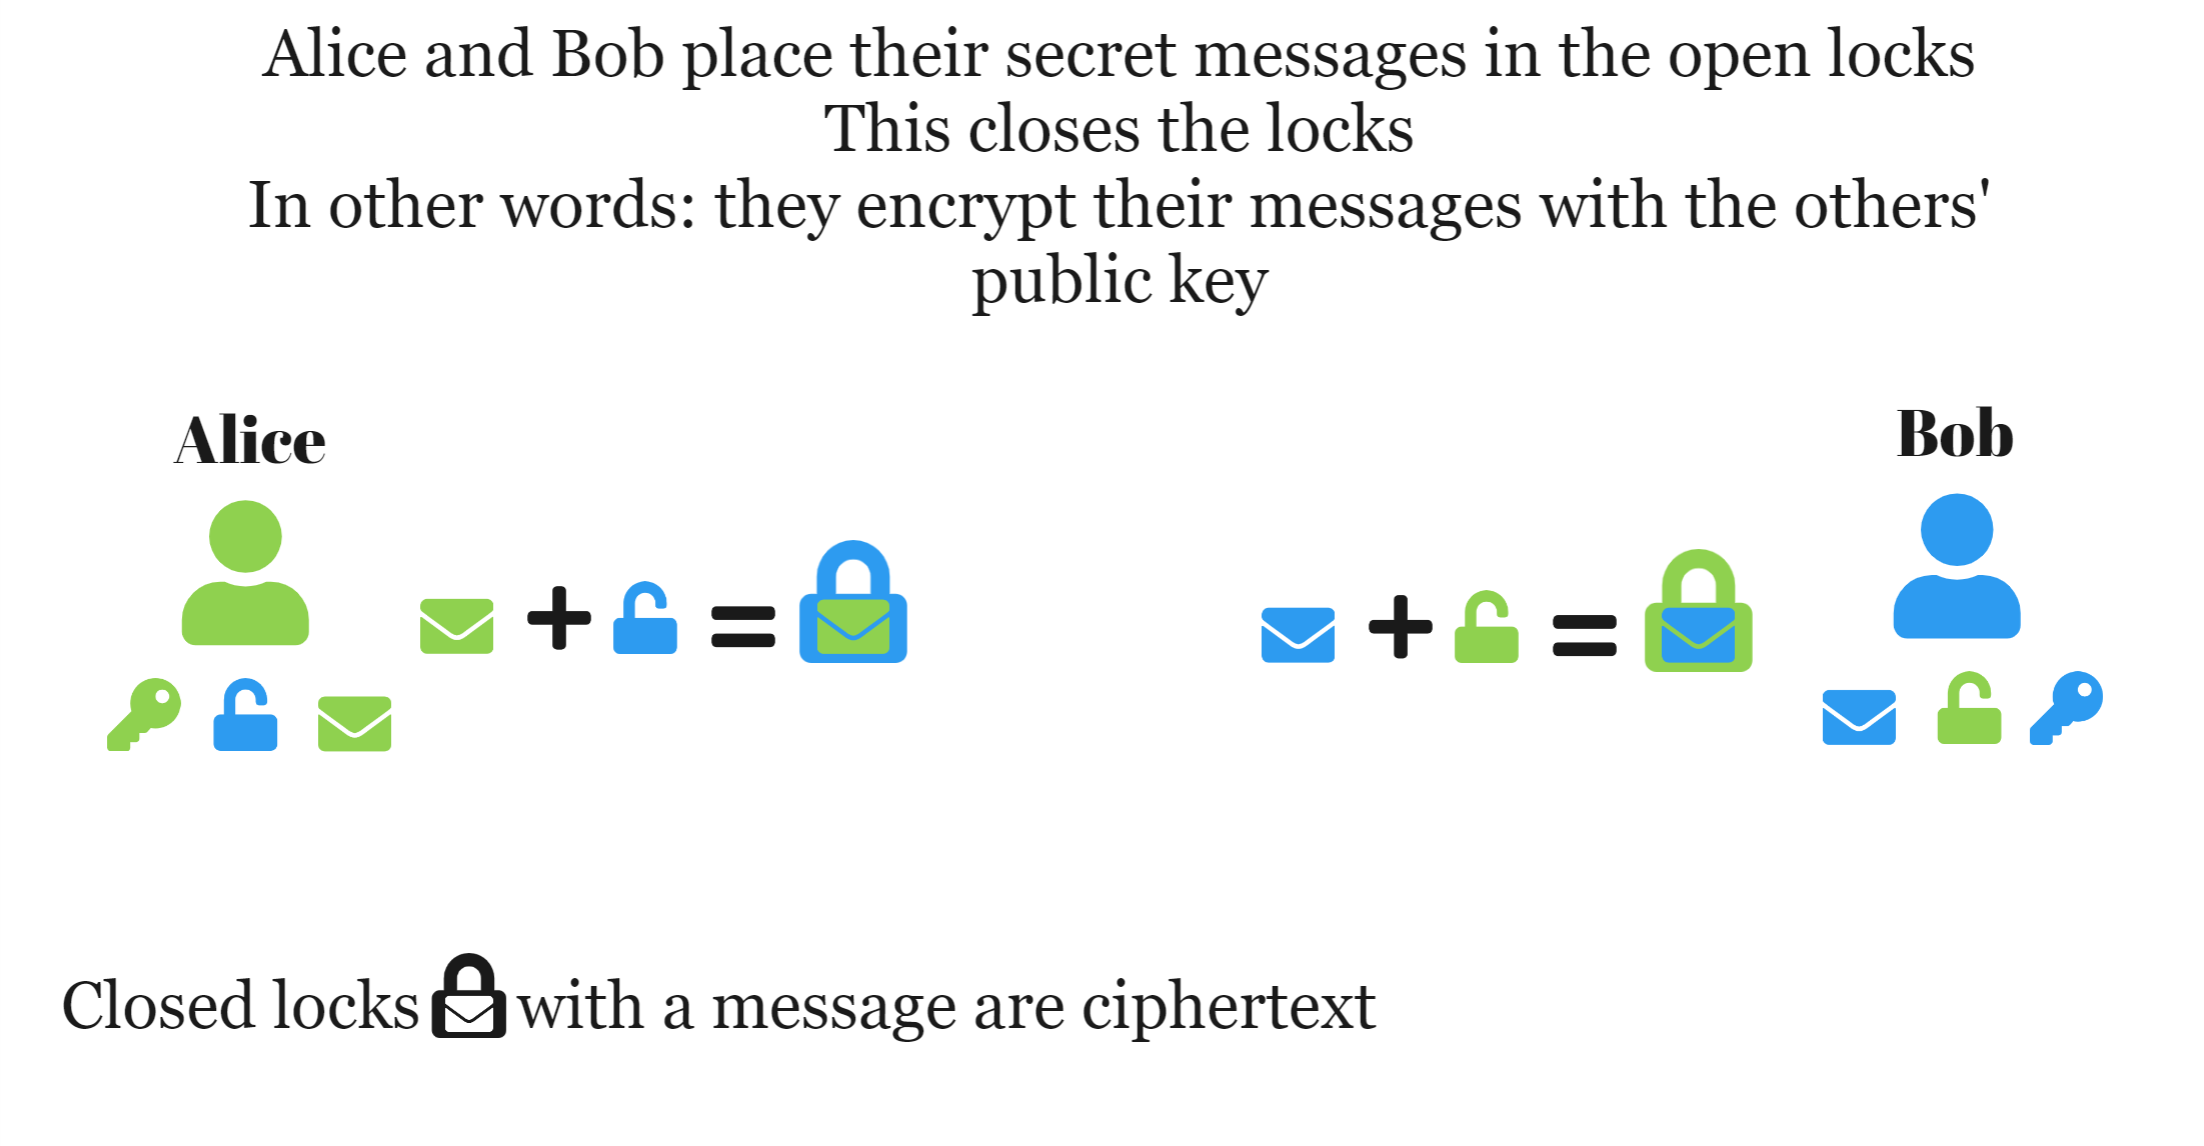 Alice and Bob place their secret messages in the open locks
This closes the locks
In other words: they encrypt their messages with the others'
public key
Alice
Bob
Closed locks with a message are ciphertext